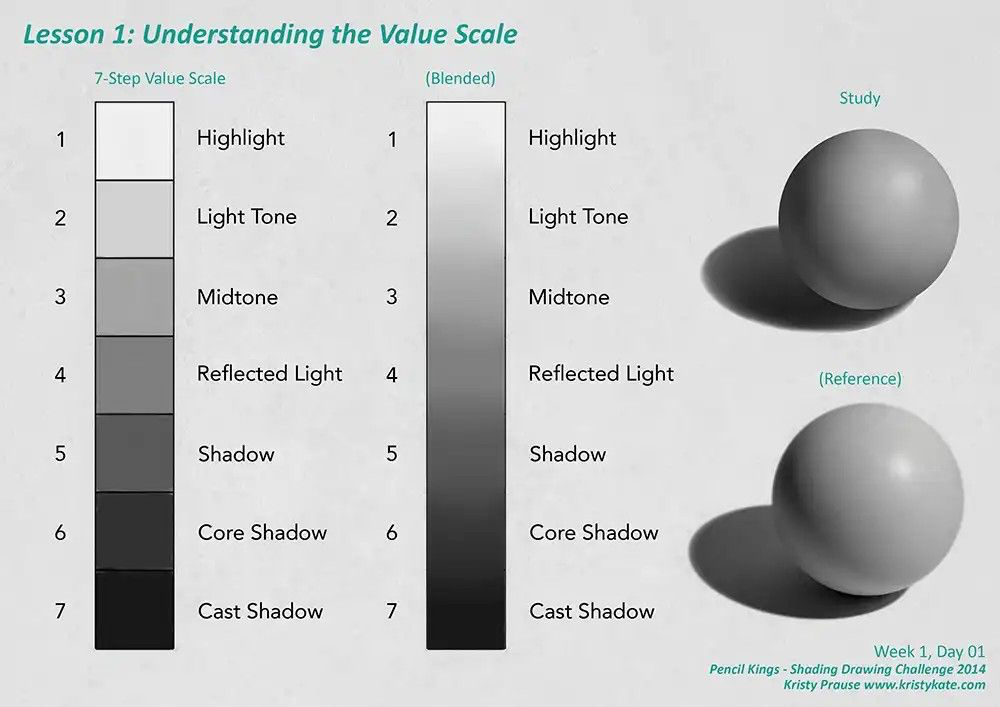 Lesson 1: Understanding the Value Scale
7-Step Value Scale
1 Highlight
2 Light Tone
3 Midtone
4 Reflected Light
5 Shadow
6 Core Shadow
7 Cast Shadow
(Blended)
1 Highlight
2 Light Tone
3 Midtone
4 Reflected Light
5 Shadow
6 Core Shadow
7 Cast Shadow
Study
(Reference)
Week 1, Day 01
Pencil Kings - Shading Drawing Challenge 2014
Kristy Prause www.kristykate.com